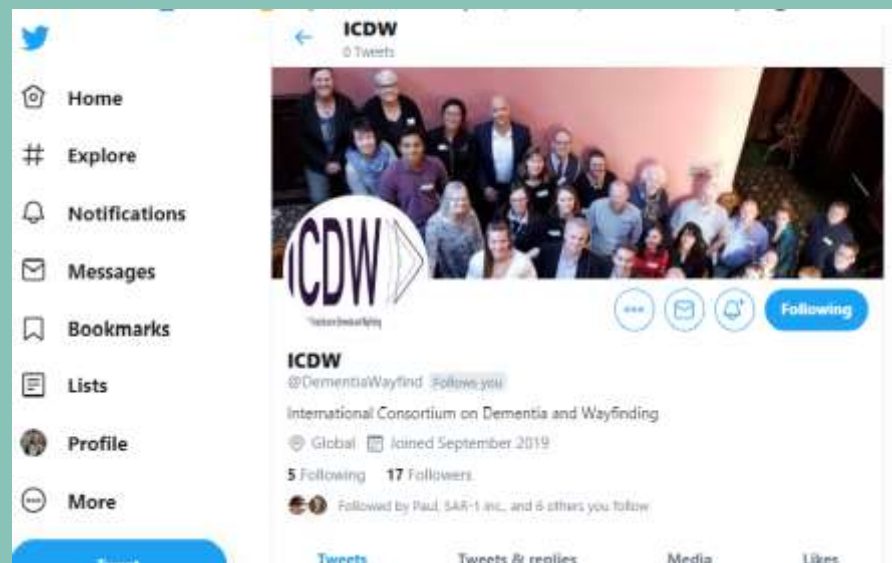 ICDW
0 Tweets
Home
Explore
Notifications
Messages
Bookmarks
Lists
Profile
More
ICDW
Following
ICDW
@DementiaWayfind Follows you
International Consortium on Dementia and Wayfinding
Global Joined September 2019
5 Following 17 Followers
Followed by Paul, SAR-1 inc., and 6 others you follow
Tweets Tweets & replies Media Likes